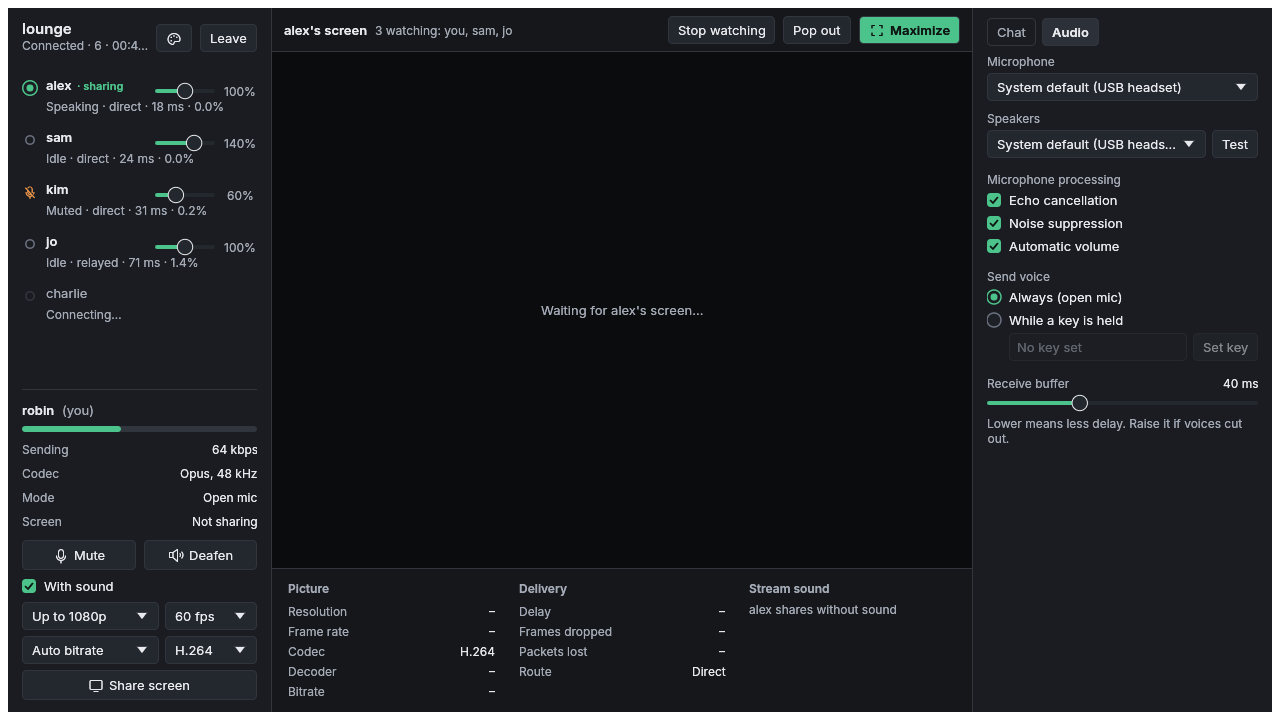 lounge
Connected · 6 · 00:4...
Leave
alex · sharing
100%
Speaking · direct · 18 ms · 0.0%
sam
140%
Idle · direct · 24 ms · 0.0%
kim
60%
Muted · direct · 31 ms · 0.2%
jo
100%
Idle · relayed · 71 ms · 1.4%
charlie
Connecting...
robin (you)
Sending 64 kbps
Codec Opus, 48 kHz
Mode Open mic
Screen Not sharing
Mute Deafen
With sound
Up to 1080p 60 fps
Auto bitrate H.264
Share screen
alex's screen 3 watching: you, sam, jo
Stop watching Pop out Maximize
Waiting for alex's screen...
Picture
Resolution –
Frame rate –
Codec H.264
Decoder –
Bitrate –
Delivery
Delay –
Frames dropped –
Packets lost –
Route Direct
Stream sound
alex shares without sound
Chat Audio
Microphone
System default (USB headset)
Speakers
System default (USB heads... Test
Microphone processing
Echo cancellation
Noise suppression
Automatic volume
Send voice
Always (open mic)
While a key is held
No key set Set key
Receive buffer 40 ms
Lower means less delay. Raise it if voices cut
out.